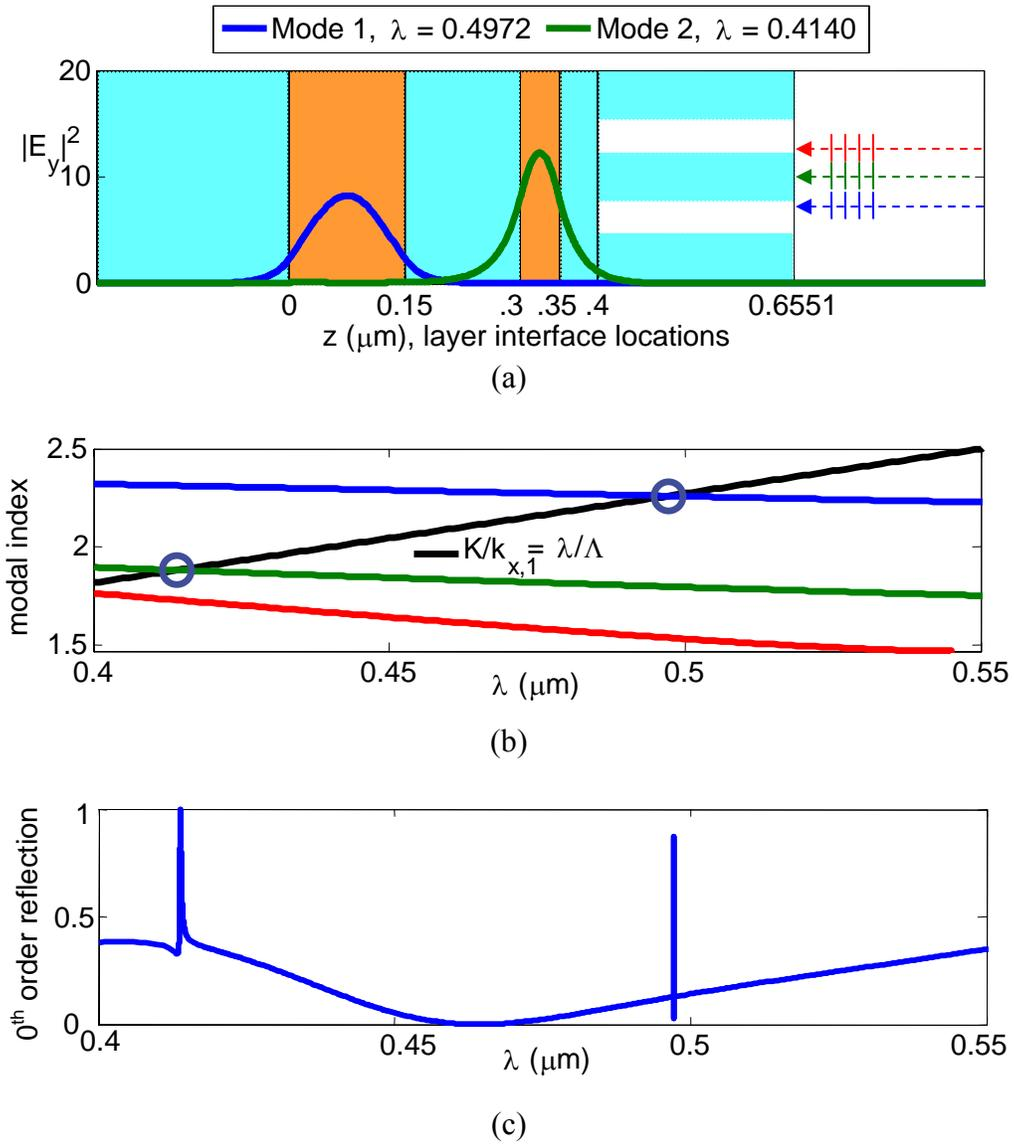 Mode 1, λ = 0.4972 Mode 2, λ = 0.4140
20
|E_y|^2
10
0
0 0.15 .3 .35 .4 0.6551
z (μm), layer interface locations
(a)
2.5
modal index
2
K/k_{x,1} = λ/Λ
1.5
0.4 0.45 0.5 0.55
λ (μm)
(b)
1
0^{th} order reflection
0.5
0
0.4 0.45 0.5 0.55
λ (μm)
(c)